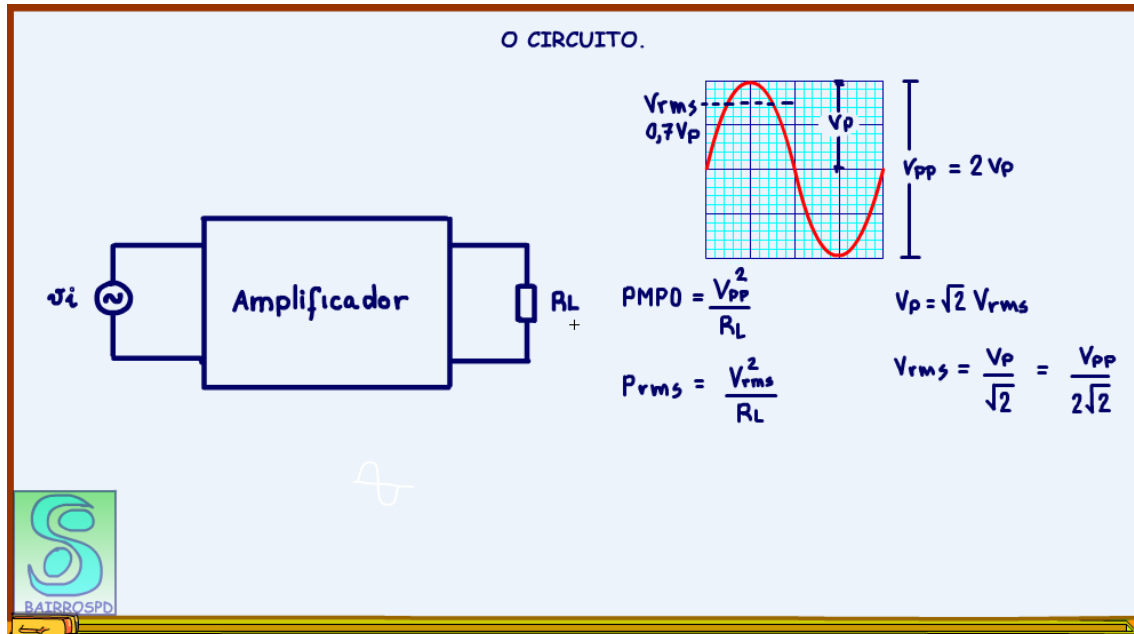 O CIRCUITO.
Vrms
0,7Vp
Vp
Vpp = 2 Vp
vi
Amplificador
RL
PMPO = Vpp²/RL
Vp = √2 Vrms
Prms = Vrms²/RL
Vrms = Vp/√2 = Vpp/2√2
BAIRROSPD